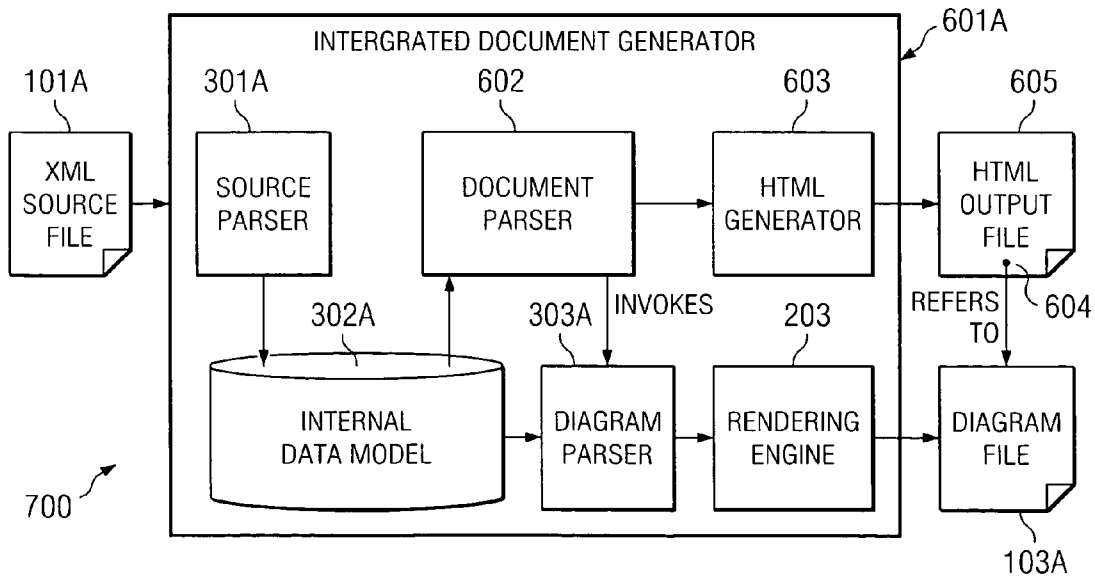 INTERGRATED DOCUMENT GENERATOR
601A
101A
301A
602
603
605
XML
SOURCE
FILE
SOURCE
PARSER
DOCUMENT
PARSER
HTML
GENERATOR
HTML
OUTPUT
FILE
302A
303A
INVOKES
203
REFERS
TO
604
INTERNAL
DATA MODEL
DIAGRAM
PARSER
RENDERING
ENGINE
DIAGRAM
FILE
700
103A